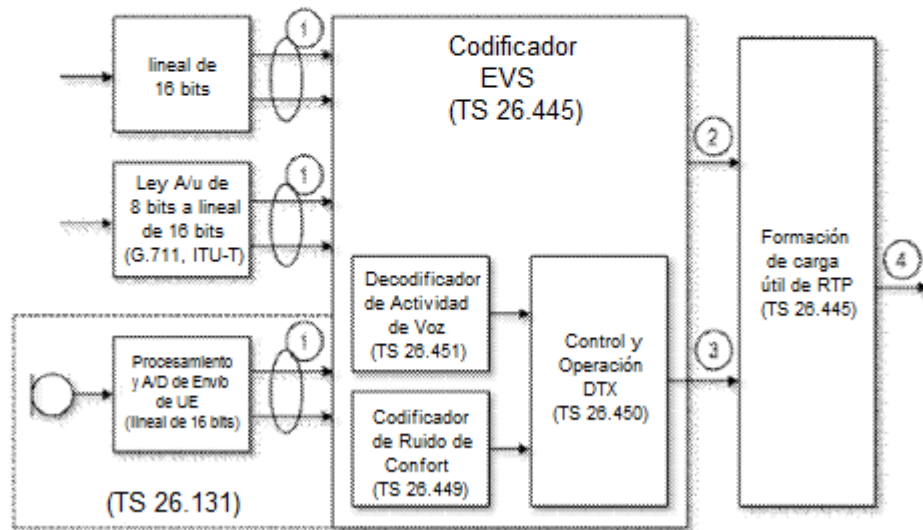 lineal de
16 bits
1
Codificador
EVS
(TS 26.445)
2
Ley A/u de
8 bits a lineal
de 16 bits
(G.711, ITU-T)
1
Formación
de carga
útil de RTP
(TS 26.445)
4
Decodificador
de Actividad
de Voz
(TS 26.451)
Control y
Operación
DTX
(TS 26.450)
3
Procesamiento
y A/D de Envío
de UE
(lineal de 16 bits)
1
Codificador
de Ruido de
Confort
(TS 26.449)
(TS 26.131)